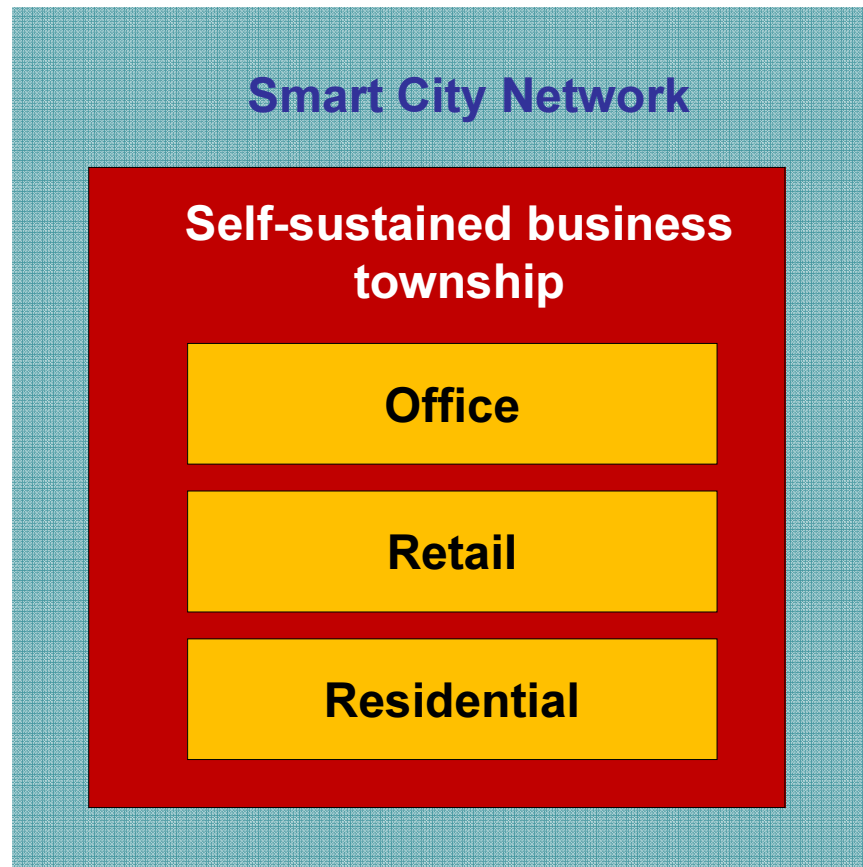 Smart City Network
Self-sustained business
township
Office
Retail
Residential